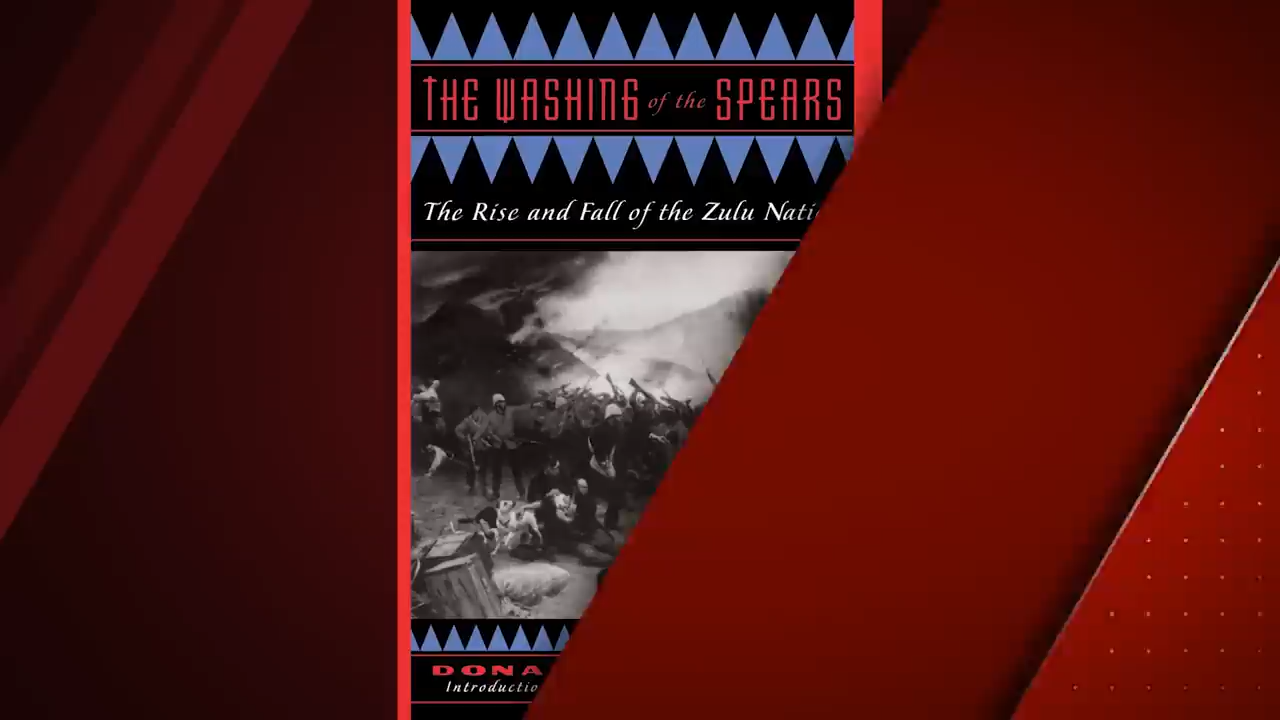 THE WASHING of the SPEARS
The Rise and Fall of the Zulu Nati
DONA
Introductio